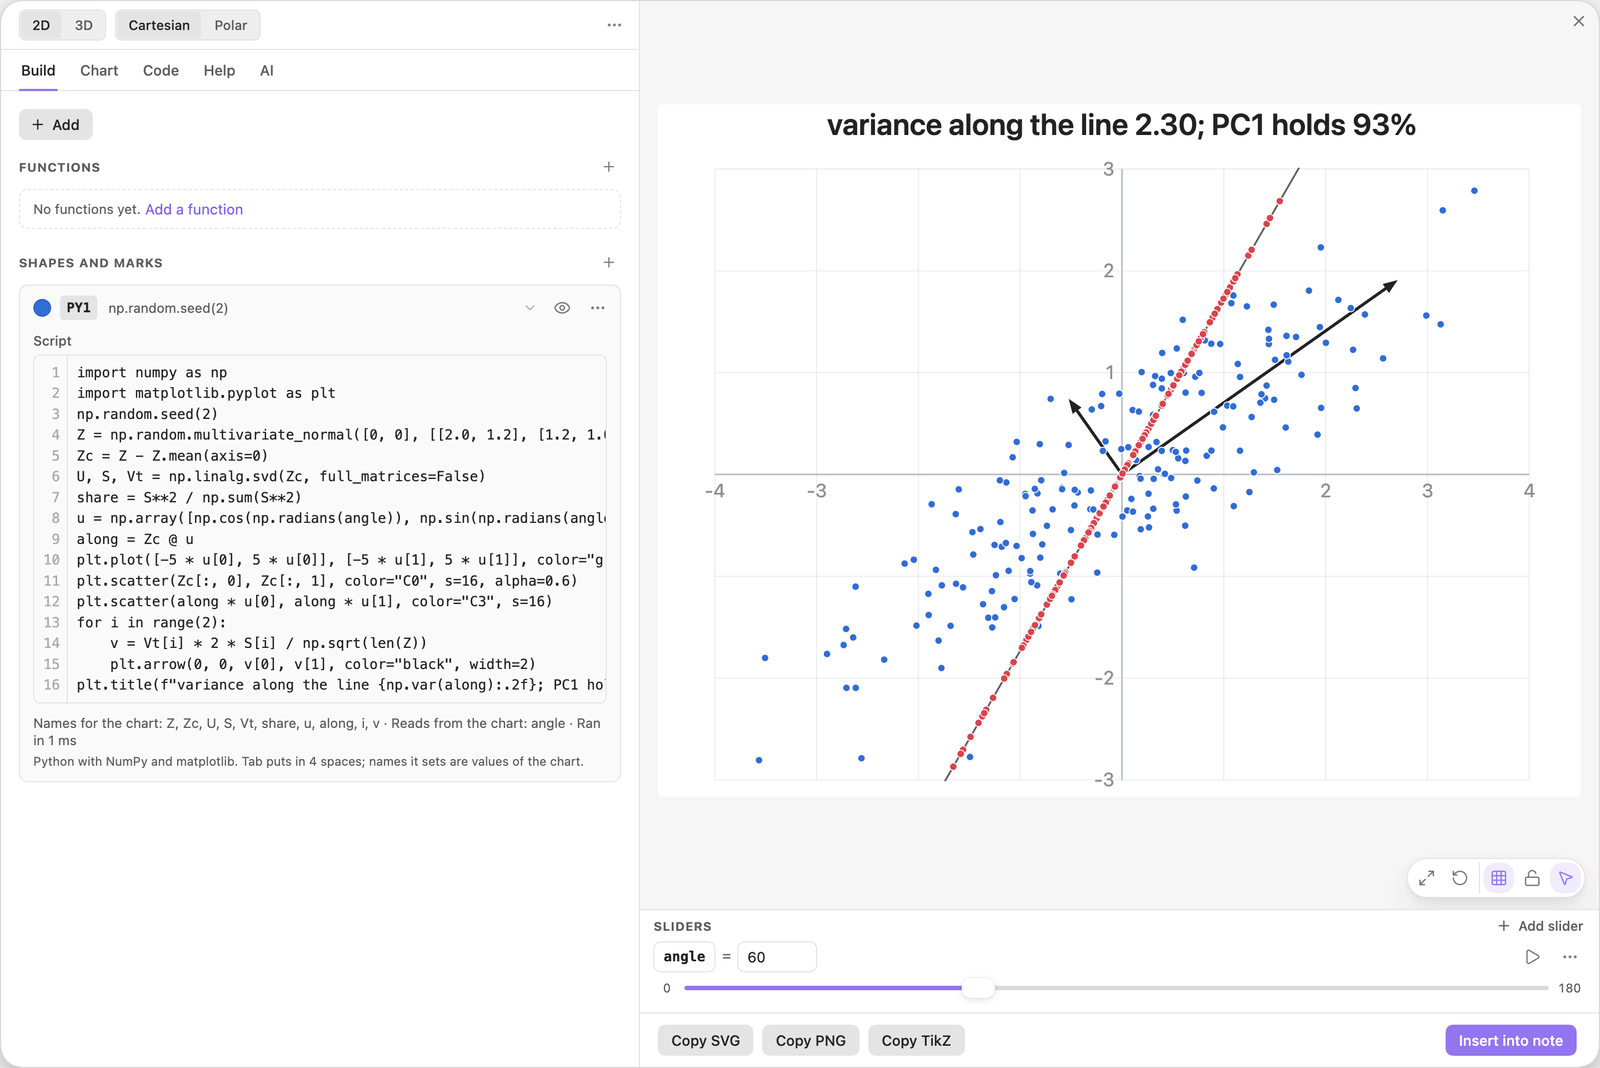 2D 3D Cartesian Polar
Build Chart Code Help AI
+ Add
FUNCTIONS
No functions yet. Add a function
SHAPES AND MARKS
PY1 np.random.seed(2)
Script
1 import numpy as np
2 import matplotlib.pyplot as plt
3 np.random.seed(2)
4 Z = np.random.multivariate_normal([0, 0], [[2.0, 1.2], [1.2, 1.
5 Zc = Z - Z.mean(axis=0)
6 U, S, Vt = np.linalg.svd(Zc, full_matrices=False)
7 share = S**2 / np.sum(S**2)
8 u = np.array([np.cos(np.radians(angle)), np.sin(np.radians(angl
9 along = Zc @ u
10 plt.plot([-5 * u[0], 5 * u[0]], [-5 * u[1], 5 * u[1]], color="g
11 plt.scatter(Zc[:, 0], Zc[:, 1], color="C0", s=16, alpha=0.6)
12 plt.scatter(along * u[0], along * u[1], color="C3", s=16)
13 for i in range(2):
14 v = Vt[i] * 2 * S[i] / np.sqrt(len(Z))
15 plt.arrow(0, 0, v[0], v[1], color="black", width=2)
16 plt.title(f"variance along the line {np.var(along):.2f}; PC1 ho
Names for the chart: Z, Zc, U, S, Vt, share, u, along, i, v · Reads from the chart: angle · Ran
in 1 ms
Python with NumPy and matplotlib. Tab puts in 4 spaces; names it sets are values of the chart.
variance along the line 2.30; PC1 holds 93%
3
2
1
-4 -3 2 3 4
-2
-3
SLIDERS
+ Add slider
angle = 60
0 180
Copy SVG Copy PNG Copy TikZ Insert into note